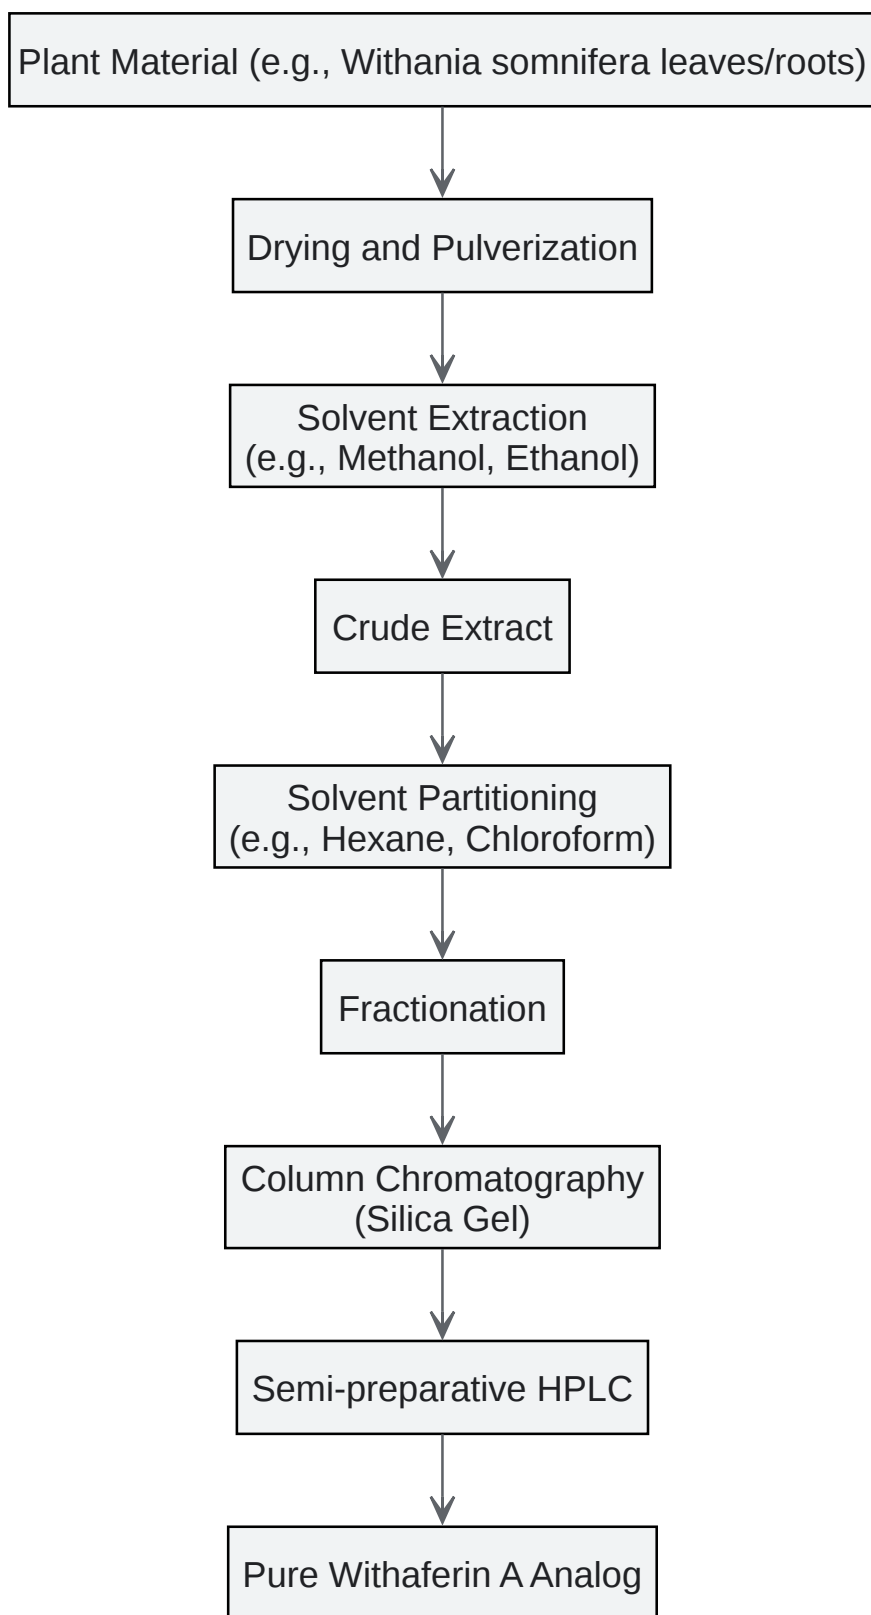 Plant Material (e.g., Withania somnifera leaves/roots)
Drying and Pulverization
Solvent Extraction
(e.g., Methanol, Ethanol)
Crude Extract
Solvent Partitioning
(e.g., Hexane, Chloroform)
Fractionation
Column Chromatography
(Silica Gel)
Semi-preparative HPLC
Pure Withaferin A Analog